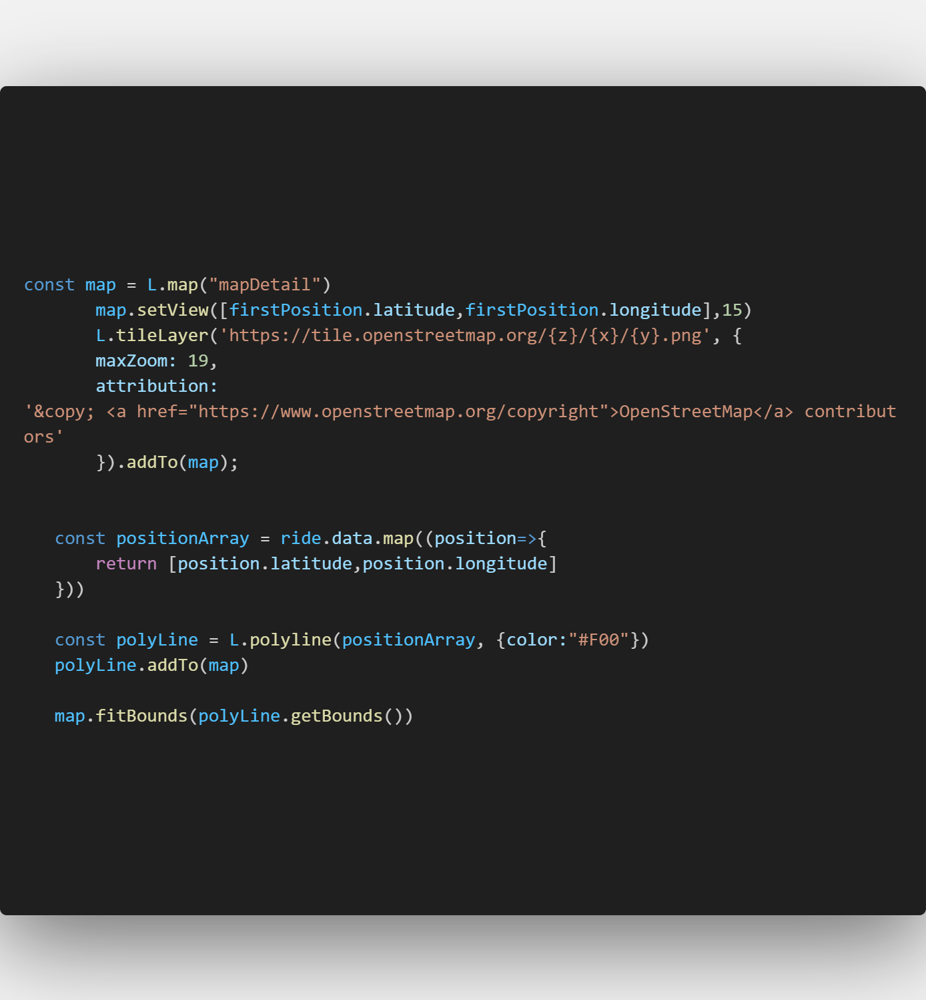 const map = L.map("mapDetail")
map.setView([firstPosition.latitude,firstPosition.longitude],15)
L.tileLayer('https://tile.openstreetmap.org/{z}/{x}/{y}.png', {
maxZoom: 19,
attribution:
'&copy; <a href="https://www.openstreetmap.org/copyright">OpenStreetMap</a> contribut
ors'
}).addTo(map);
const positionArray = ride.data.map((position=>{
return [position.latitude,position.longitude]
}))
const polyLine = L.polyline(positionArray, {color:"#F00"})
polyLine.addTo(map)
map.fitBounds(polyLine.getBounds())